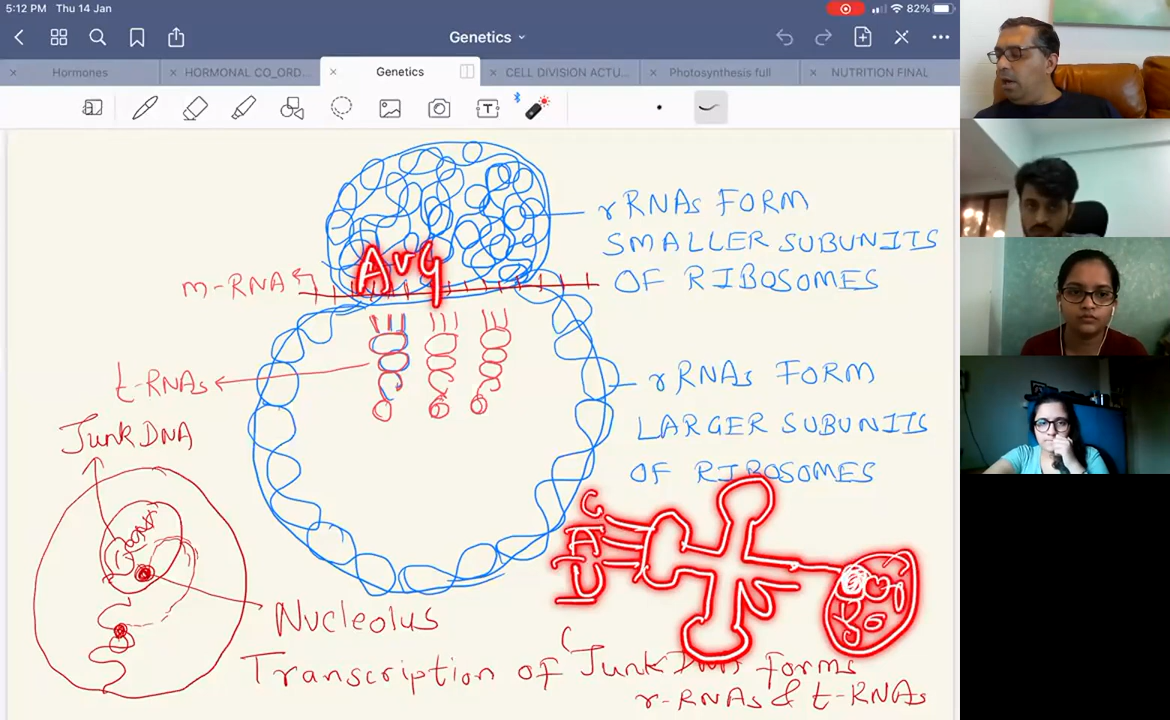 5:12 PM Thu 14 Jan
82%
Genetics
Hormones
HORMONAL CO_ORD...
Genetics
CELL DIVISION ACTU...
Photosynthesis full
NUTRITION FINAL
rRNAs FORM
SMALLER SUBUNITS
OF RIBOSOMES
AUG
m-RNA
t-RNAs
rRNAs FORM
LARGER SUBUNITS
OF RIBOSOMES
Junk DNA
C
A
U
Nucleolus
Transcription of Junk DNA forms
r-RNAs & t-RNAs